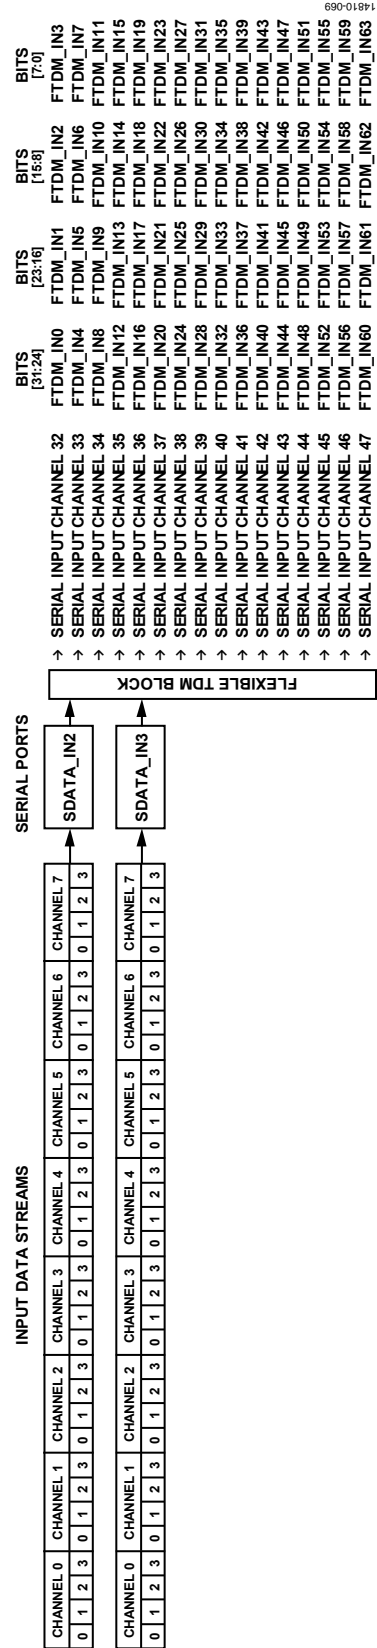 INPUT DATA STREAMS
CHANNEL 0 CHANNEL 1 CHANNEL 2 CHANNEL 3 CHANNEL 4 CHANNEL 5 CHANNEL 6 CHANNEL 7
0 1 2 3 0 1 2 3 0 1 2 3 0 1 2 3 0 1 2 3 0 1 2 3 0 1 2 3 0 1 2 3
CHANNEL 0 CHANNEL 1 CHANNEL 2 CHANNEL 3 CHANNEL 4 CHANNEL 5 CHANNEL 6 CHANNEL 7
0 1 2 3 0 1 2 3 0 1 2 3 0 1 2 3 0 1 2 3 0 1 2 3 0 1 2 3 0 1 2 3
SERIAL PORTS
SDATA_IN2
SDATA_IN3
FLEXIBLE TDM BLOCK
BITS BITS BITS BITS
[31:24] [23:16] [15:8] [7:0]
→ SERIAL INPUT CHANNEL 32 FTDM_IN0 FTDM_IN1 FTDM_IN2 FTDM_IN3
→ SERIAL INPUT CHANNEL 33 FTDM_IN4 FTDM_IN5 FTDM_IN6 FTDM_IN7
→ SERIAL INPUT CHANNEL 34 FTDM_IN8 FTDM_IN9 FTDM_IN10 FTDM_IN11
→ SERIAL INPUT CHANNEL 35 FTDM_IN12 FTDM_IN13 FTDM_IN14 FTDM_IN15
→ SERIAL INPUT CHANNEL 36 FTDM_IN16 FTDM_IN17 FTDM_IN18 FTDM_IN19
→ SERIAL INPUT CHANNEL 37 FTDM_IN20 FTDM_IN21 FTDM_IN22 FTDM_IN23
→ SERIAL INPUT CHANNEL 38 FTDM_IN24 FTDM_IN25 FTDM_IN26 FTDM_IN27
→ SERIAL INPUT CHANNEL 39 FTDM_IN28 FTDM_IN29 FTDM_IN30 FTDM_IN31
→ SERIAL INPUT CHANNEL 40 FTDM_IN32 FTDM_IN33 FTDM_IN34 FTDM_IN35
→ SERIAL INPUT CHANNEL 41 FTDM_IN36 FTDM_IN37 FTDM_IN38 FTDM_IN39
→ SERIAL INPUT CHANNEL 42 FTDM_IN40 FTDM_IN41 FTDM_IN42 FTDM_IN43
→ SERIAL INPUT CHANNEL 43 FTDM_IN44 FTDM_IN45 FTDM_IN46 FTDM_IN47
→ SERIAL INPUT CHANNEL 44 FTDM_IN48 FTDM_IN49 FTDM_IN50 FTDM_IN51
→ SERIAL INPUT CHANNEL 45 FTDM_IN52 FTDM_IN53 FTDM_IN54 FTDM_IN55
→ SERIAL INPUT CHANNEL 46 FTDM_IN56 FTDM_IN57 FTDM_IN58 FTDM_IN59
→ SERIAL INPUT CHANNEL 47 FTDM_IN60 FTDM_IN61 FTDM_IN62 FTDM_IN63
14810-069